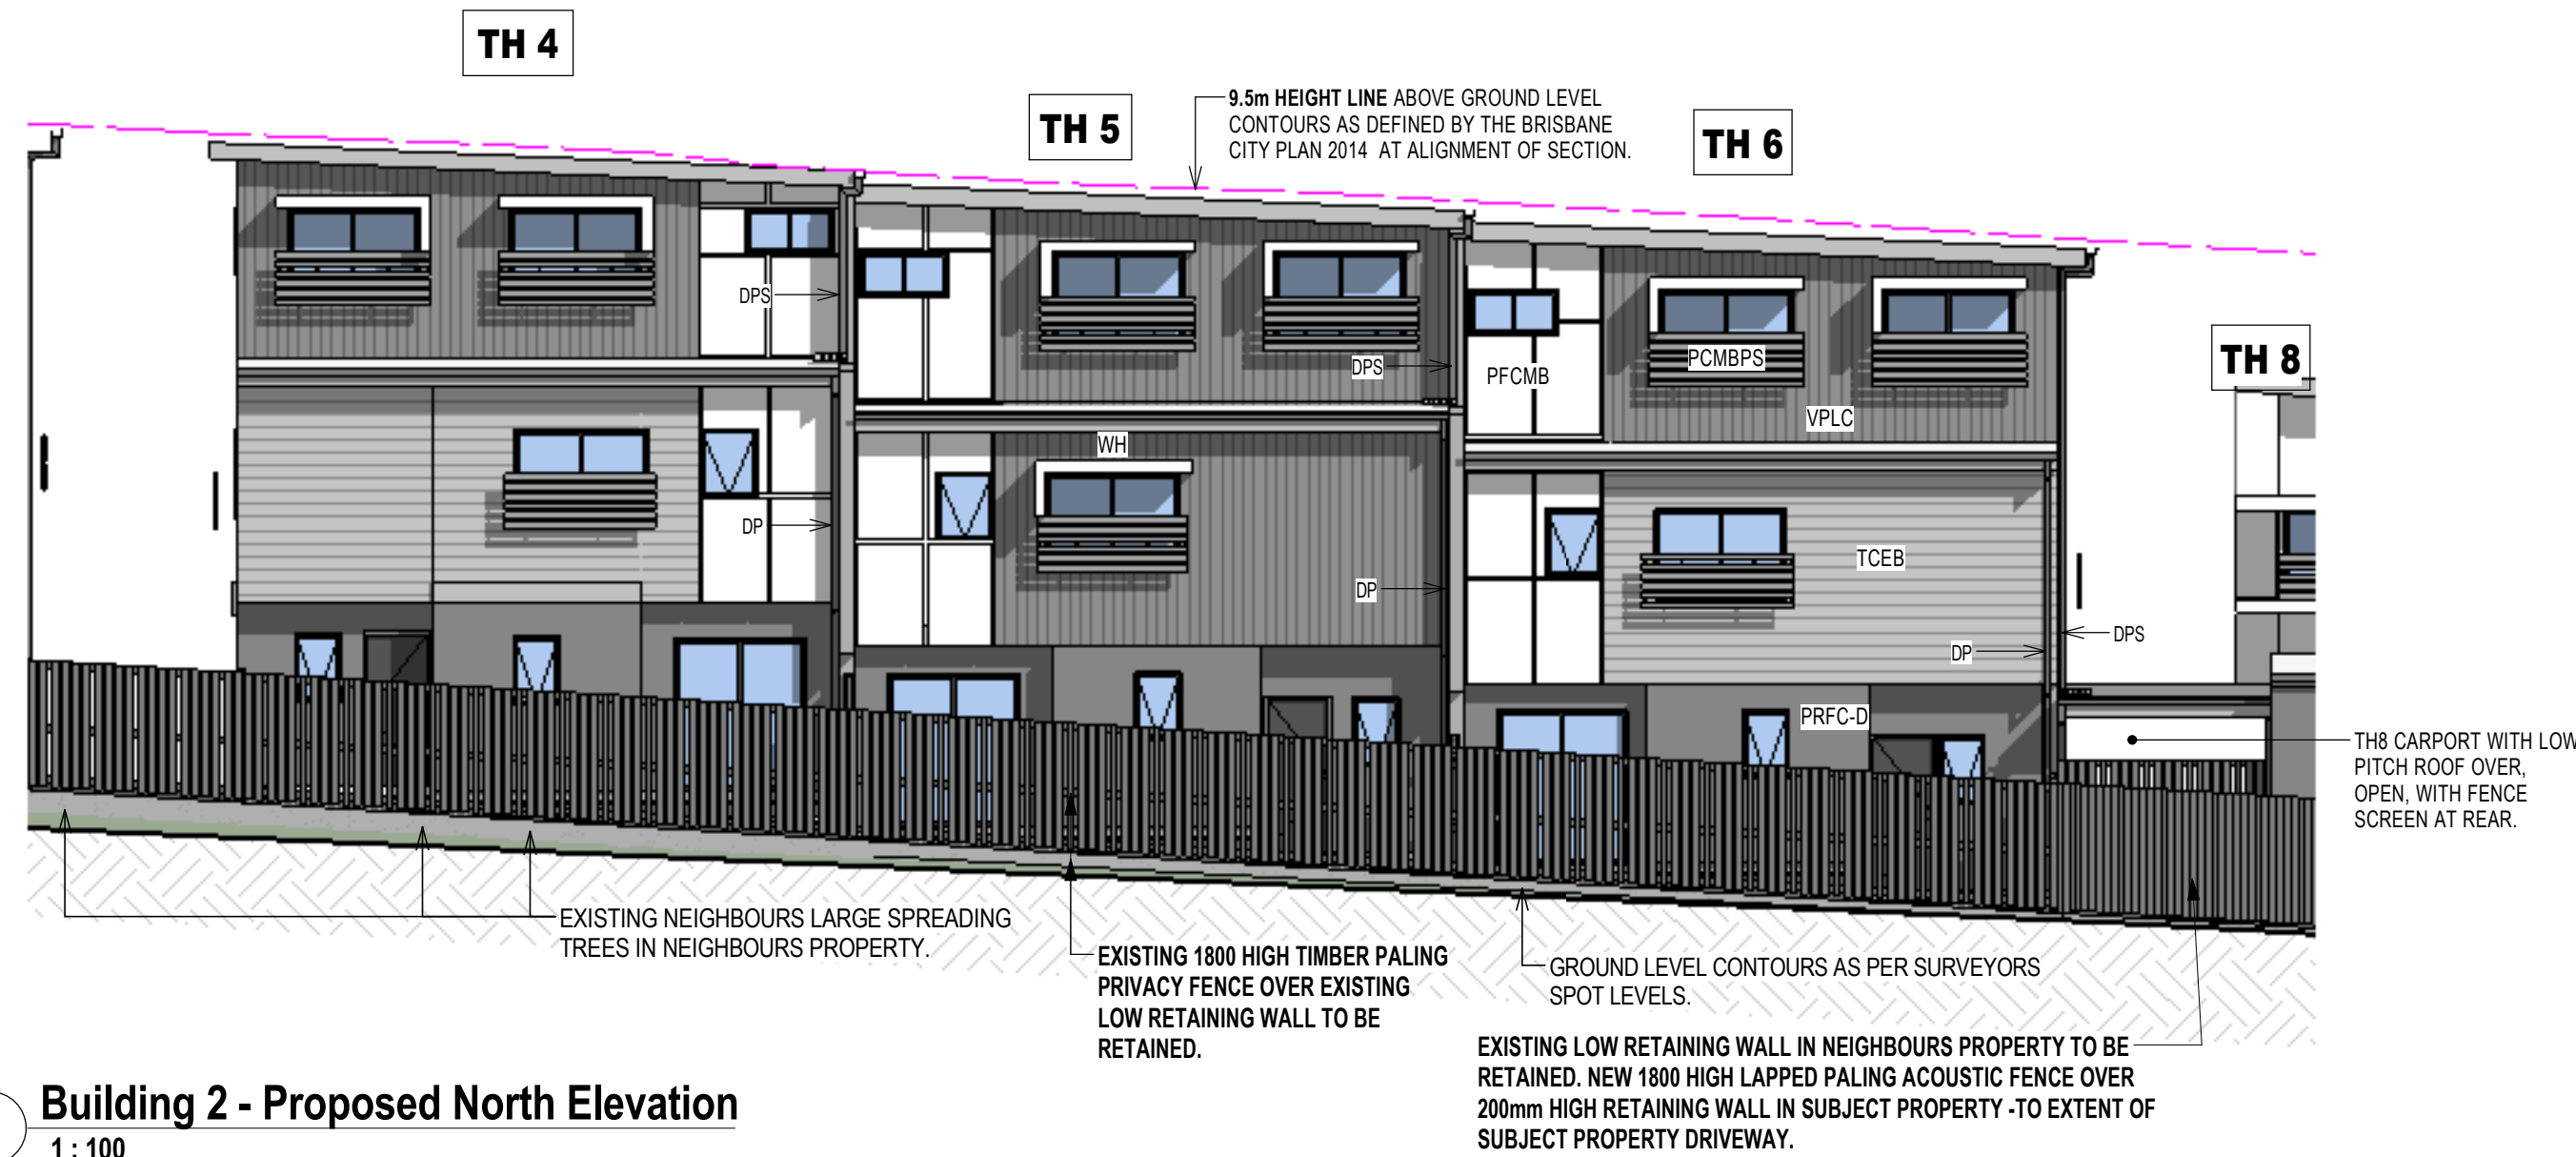 TH 4
9.5m HEIGHT LINE ABOVE GROUND LEVEL
CONTOURS AS DEFINED BY THE BRISBANE
CITY PLAN 2014 AT ALIGNMENT OF SECTION.
TH 5
TH 6
TH 8
DPS
DPS
PFCMB
PCMBPS
VPLC
WH
DP
DP
TCEB
DP
DPS
PRFC-D
TH8 CARPORT WITH LOW
PITCH ROOF OVER,
OPEN, WITH FENCE
SCREEN AT REAR.
EXISTING NEIGHBOURS LARGE SPREADING
TREES IN NEIGHBOURS PROPERTY.
EXISTING 1800 HIGH TIMBER PALING
PRIVACY FENCE OVER EXISTING
LOW RETAINING WALL TO BE
RETAINED.
GROUND LEVEL CONTOURS AS PER SURVEYORS
SPOT LEVELS.
EXISTING LOW RETAINING WALL IN NEIGHBOURS PROPERTY TO BE
RETAINED. NEW 1800 HIGH LAPPED PALING ACOUSTIC FENCE OVER
200mm HIGH RETAINING WALL IN SUBJECT PROPERTY -TO EXTENT OF
SUBJECT PROPERTY DRIVEWAY.
Building 2 - Proposed North Elevation
1 : 100